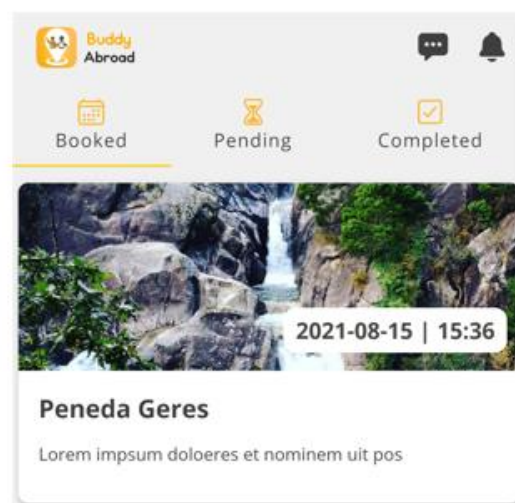 Buddy
Abroad
Booked Pending Completed
2021-08-15 | 15:36
Peneda Geres
Lorem impsum doloeres et nominem uit pos